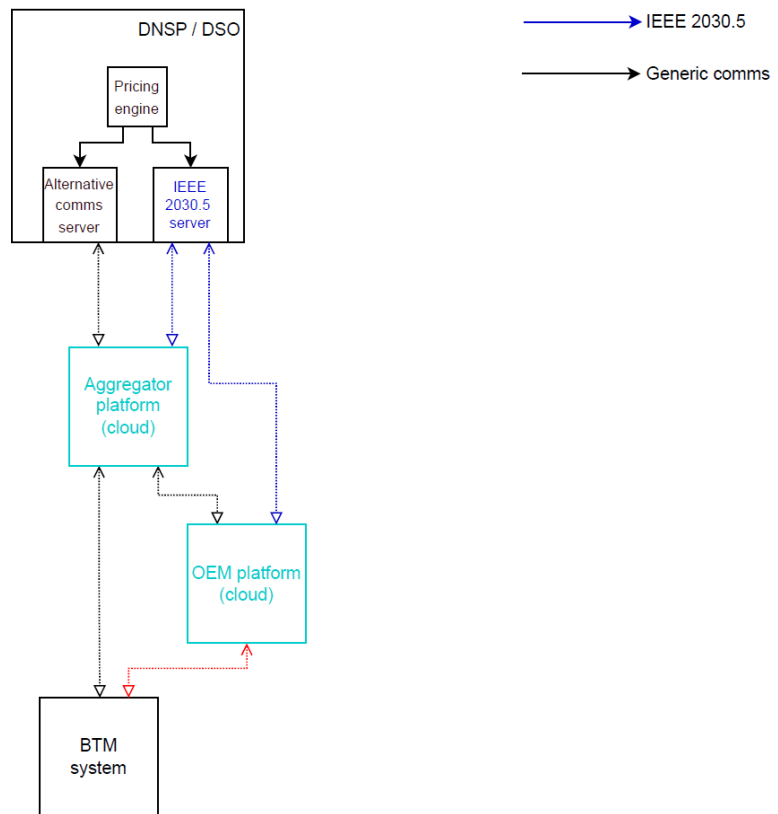 DNSP / DSO
IEEE 2030.5
Generic comms
Pricing
engine
Alternative
comms
server
IEEE
2030.5
server
Aggregator
platform
(cloud)
OEM platform
(cloud)
BTM
system